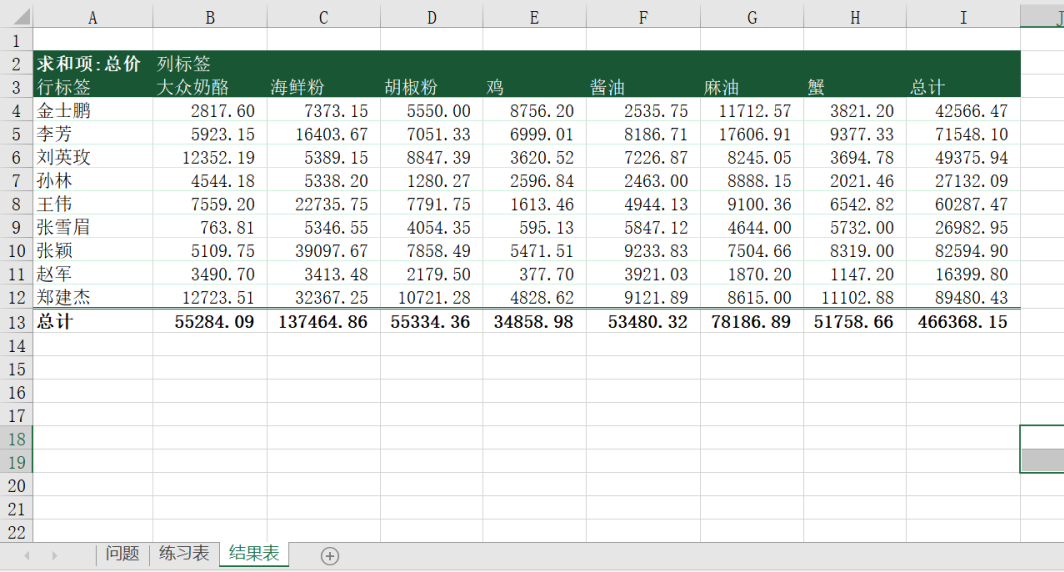 A B C D E F G H I J
1
2 求和项:总价 列标签
3 行标签 大众奶酪 海鲜粉 胡椒粉 鸡 酱油 麻油 蟹 总计
4 金士鹏 2817.60 7373.15 5550.00 8756.20 2535.75 11712.57 3821.20 42566.47
5 李芳 5923.15 16403.67 7051.33 6999.01 8186.71 17606.91 9377.33 71548.10
6 刘英玫 12352.19 5389.15 8847.39 3620.52 7226.87 8245.05 3694.78 49375.94
7 孙林 4544.18 5338.20 1280.27 2596.84 2463.00 8888.15 2021.46 27132.09
8 王伟 7559.20 22735.75 7791.75 1613.46 4944.13 9100.36 6542.82 60287.47
9 张雪眉 763.81 5346.55 4054.35 595.13 5847.12 4644.00 5732.00 26982.95
10 张颖 5109.75 39097.67 7858.49 5471.51 9233.83 7504.66 8319.00 82594.90
11 赵军 3490.70 3413.48 2179.50 377.70 3921.03 1870.20 1147.20 16399.80
12 郑建杰 12723.51 32367.25 10721.28 4828.62 9121.89 8615.00 11102.88 89480.43
13 总计 55284.09 137464.86 55334.36 34858.98 53480.32 78186.89 51758.66 466368.15
14
15
16
17
18
19
20
21
22
问题 练习表 结果表